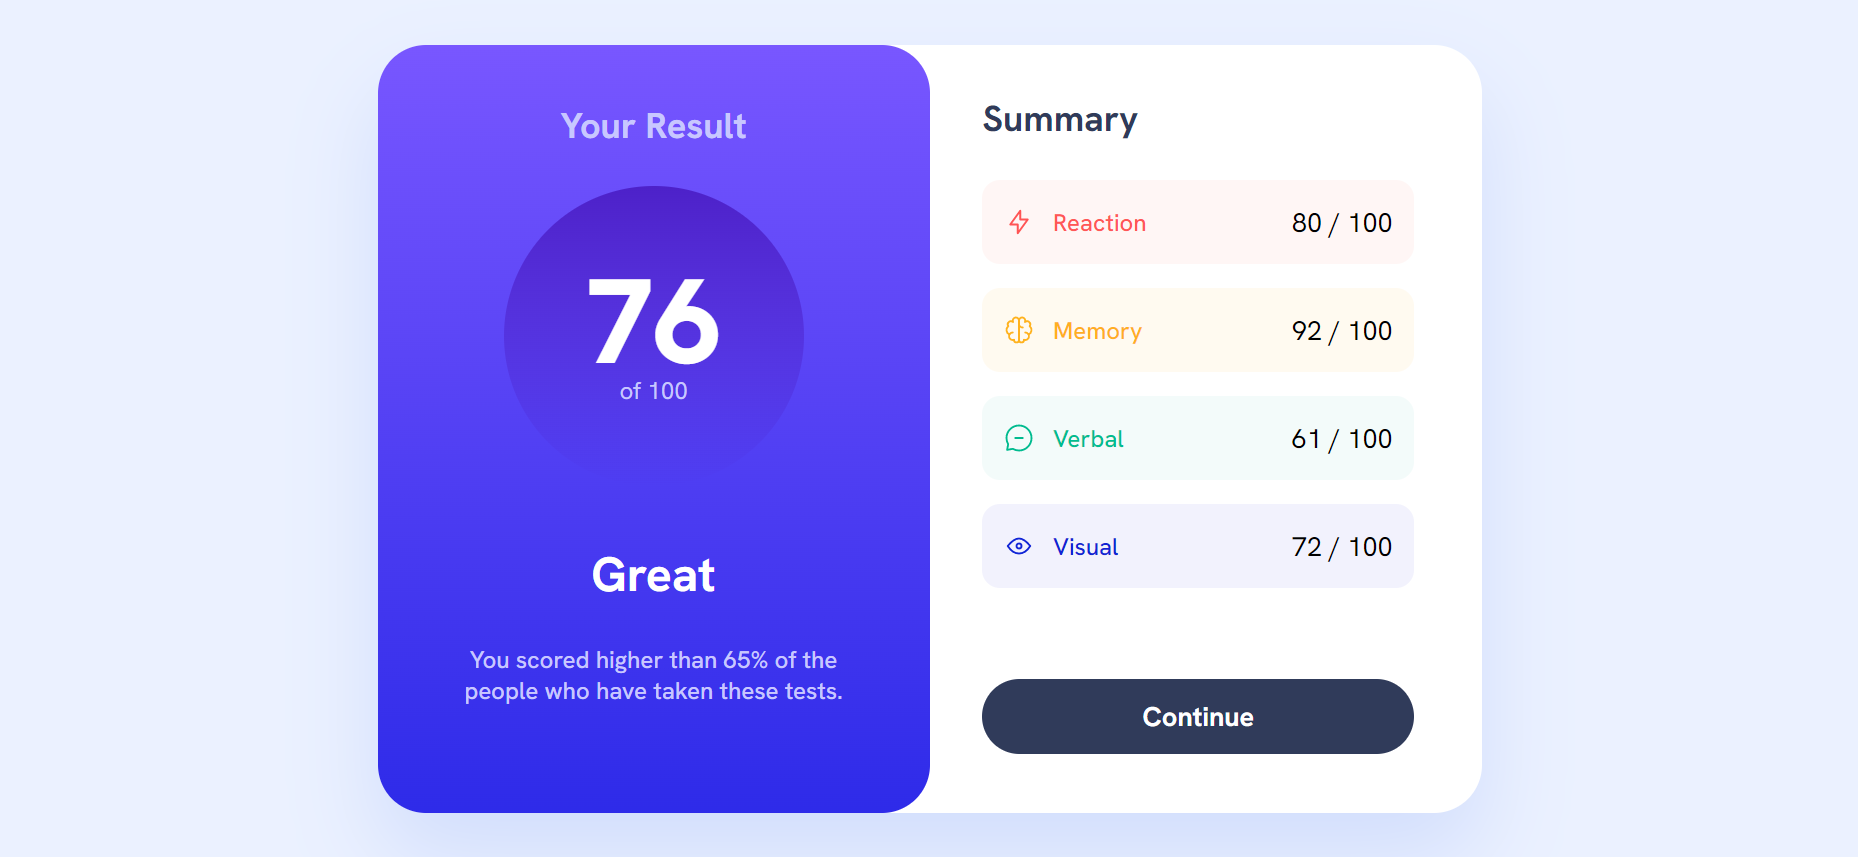 Your Result
76
of 100
Great
You scored higher than 65% of the
people who have taken these tests.
Summary
Reaction 80 / 100
Memory 92 / 100
Verbal 61 / 100
Visual 72 / 100
Continue